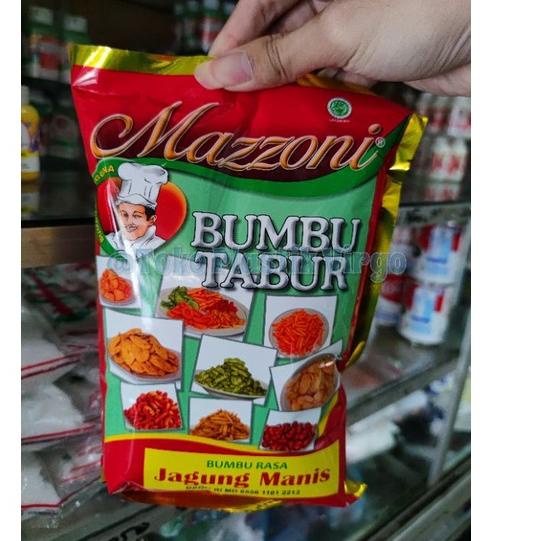 Mazzoni®
BUMBU
TABUR
BUMBU RASA
Jagung Manis